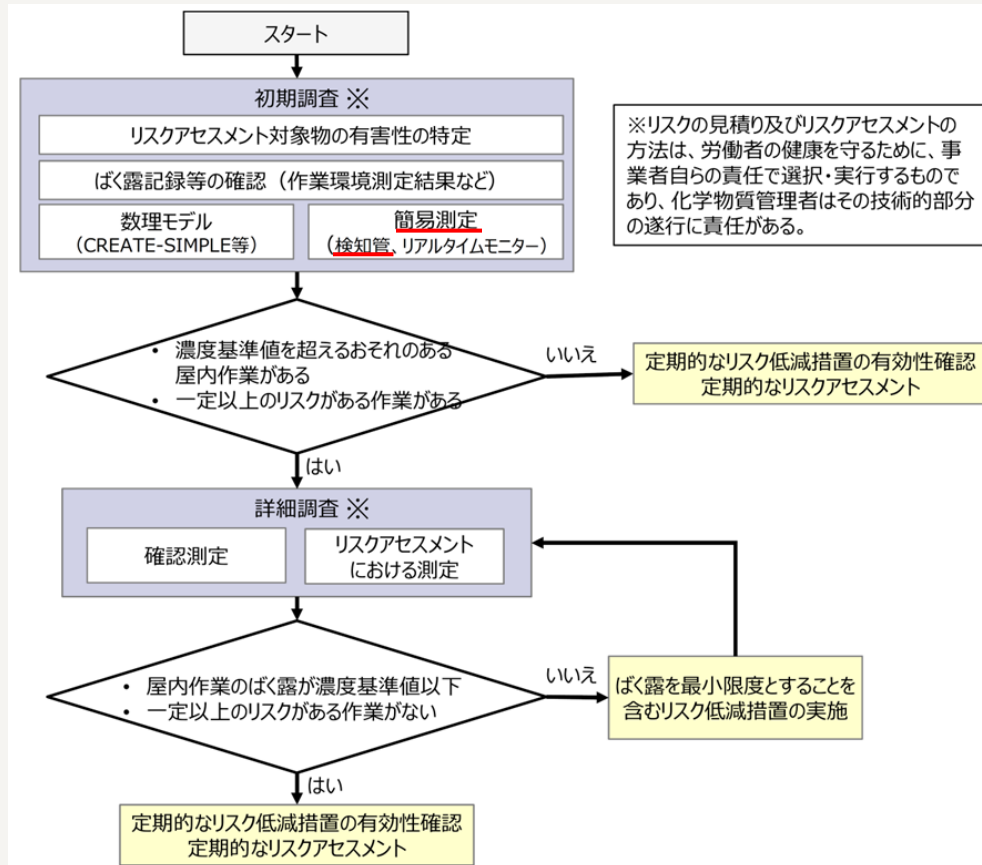 スタート
初期調査 ※
リスクアセスメント対象物の有害性の特定
ばく露記録等の確認（作業環境測定結果など）
数理モデル
（CREATE-SIMPLE等）
簡易測定
（検知管、リアルタイムモニター）
※リスクの見積り及びリスクアセスメントの
方法は、労働者の健康を守るために、事
業者自らの責任で選択・実行するもので
あり、化学物質管理者はその技術的部分
の遂行に責任がある。
• 濃度基準値を超えるおそれのある
屋内作業がある
• 一定以上のリスクがある作業がある
いいえ
定期的なリスク低減措置の有効性確認
定期的なリスクアセスメント
はい
詳細調査 ※
確認測定
リスクアセスメント
における測定
• 屋内作業のばく露が濃度基準値以下
• 一定以上のリスクがある作業がない
いいえ
ばく露を最小限度とすることを
含むリスク低減措置の実施
はい
定期的なリスク低減措置の有効性確認
定期的なリスクアセスメント